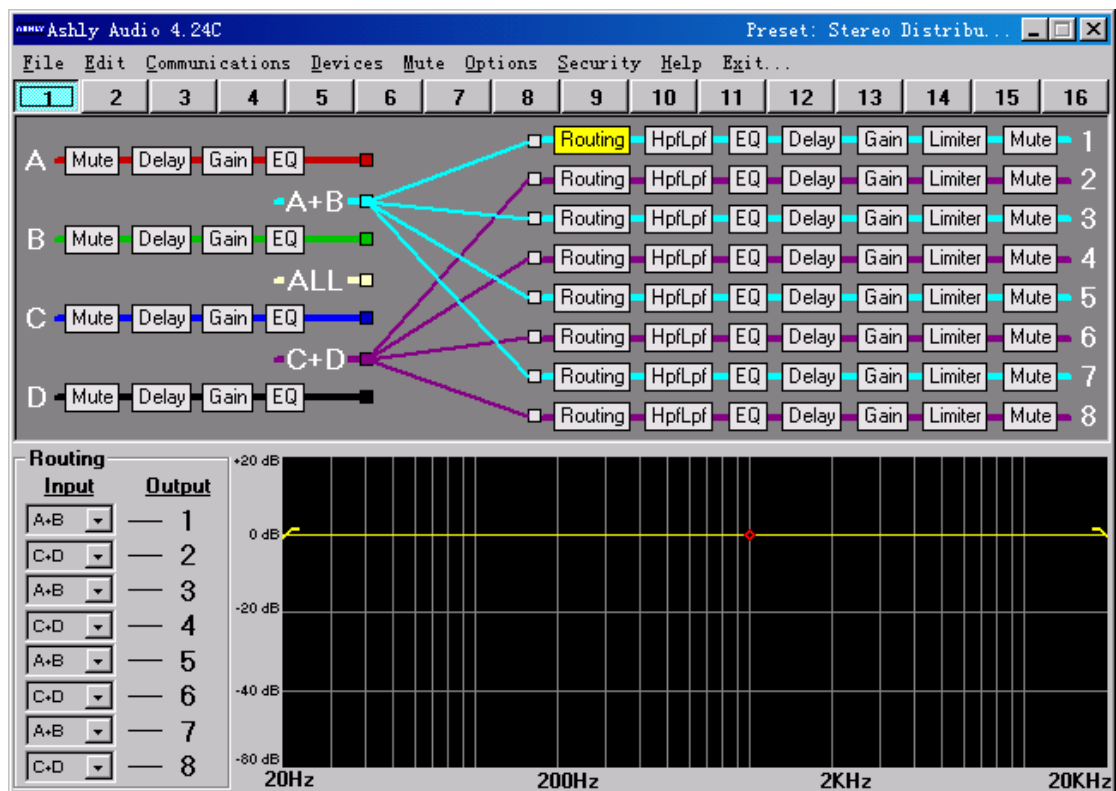 ASHLY Ashly Audio 4.24C Preset: Stereo Distribu...
File Edit Communications Devices Mute Options Security Help Exit...
1 2 3 4 5 6 7 8 9 10 11 12 13 14 15 16
Routing HpfLpf EQ Delay Gain Limiter Mute 1
A Mute Delay Gain EQ
Routing HpfLpf EQ Delay Gain Limiter Mute 2
A+B
Routing HpfLpf EQ Delay Gain Limiter Mute 3
B Mute Delay Gain EQ
Routing HpfLpf EQ Delay Gain Limiter Mute 4
ALL
Routing HpfLpf EQ Delay Gain Limiter Mute 5
C Mute Delay Gain EQ
Routing HpfLpf EQ Delay Gain Limiter Mute 6
C+D
Routing HpfLpf EQ Delay Gain Limiter Mute 7
D Mute Delay Gain EQ
Routing HpfLpf EQ Delay Gain Limiter Mute 8
Routing
Input Output
A+B 1
C+D 2
A+B 3
C+D 4
A+B 5
C+D 6
A+B 7
C+D 8
+20 dB
0 dB
-20 dB
-40 dB
-80 dB
20Hz 200Hz 2KHz 20KHz